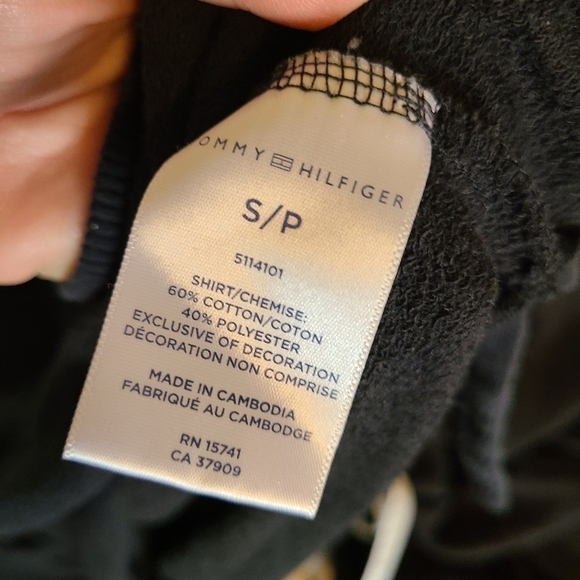 OMMY HILFIGER
S/P
5114101
SHIRT/CHEMISE:
60% COTTON/COTON
40% POLYESTER
EXCLUSIVE OF DECORATION
DÉCORATION NON COMPRISE
MADE IN CAMBODIA
FABRIQUÉ AU CAMBODGE
RN 15741
CA 37909